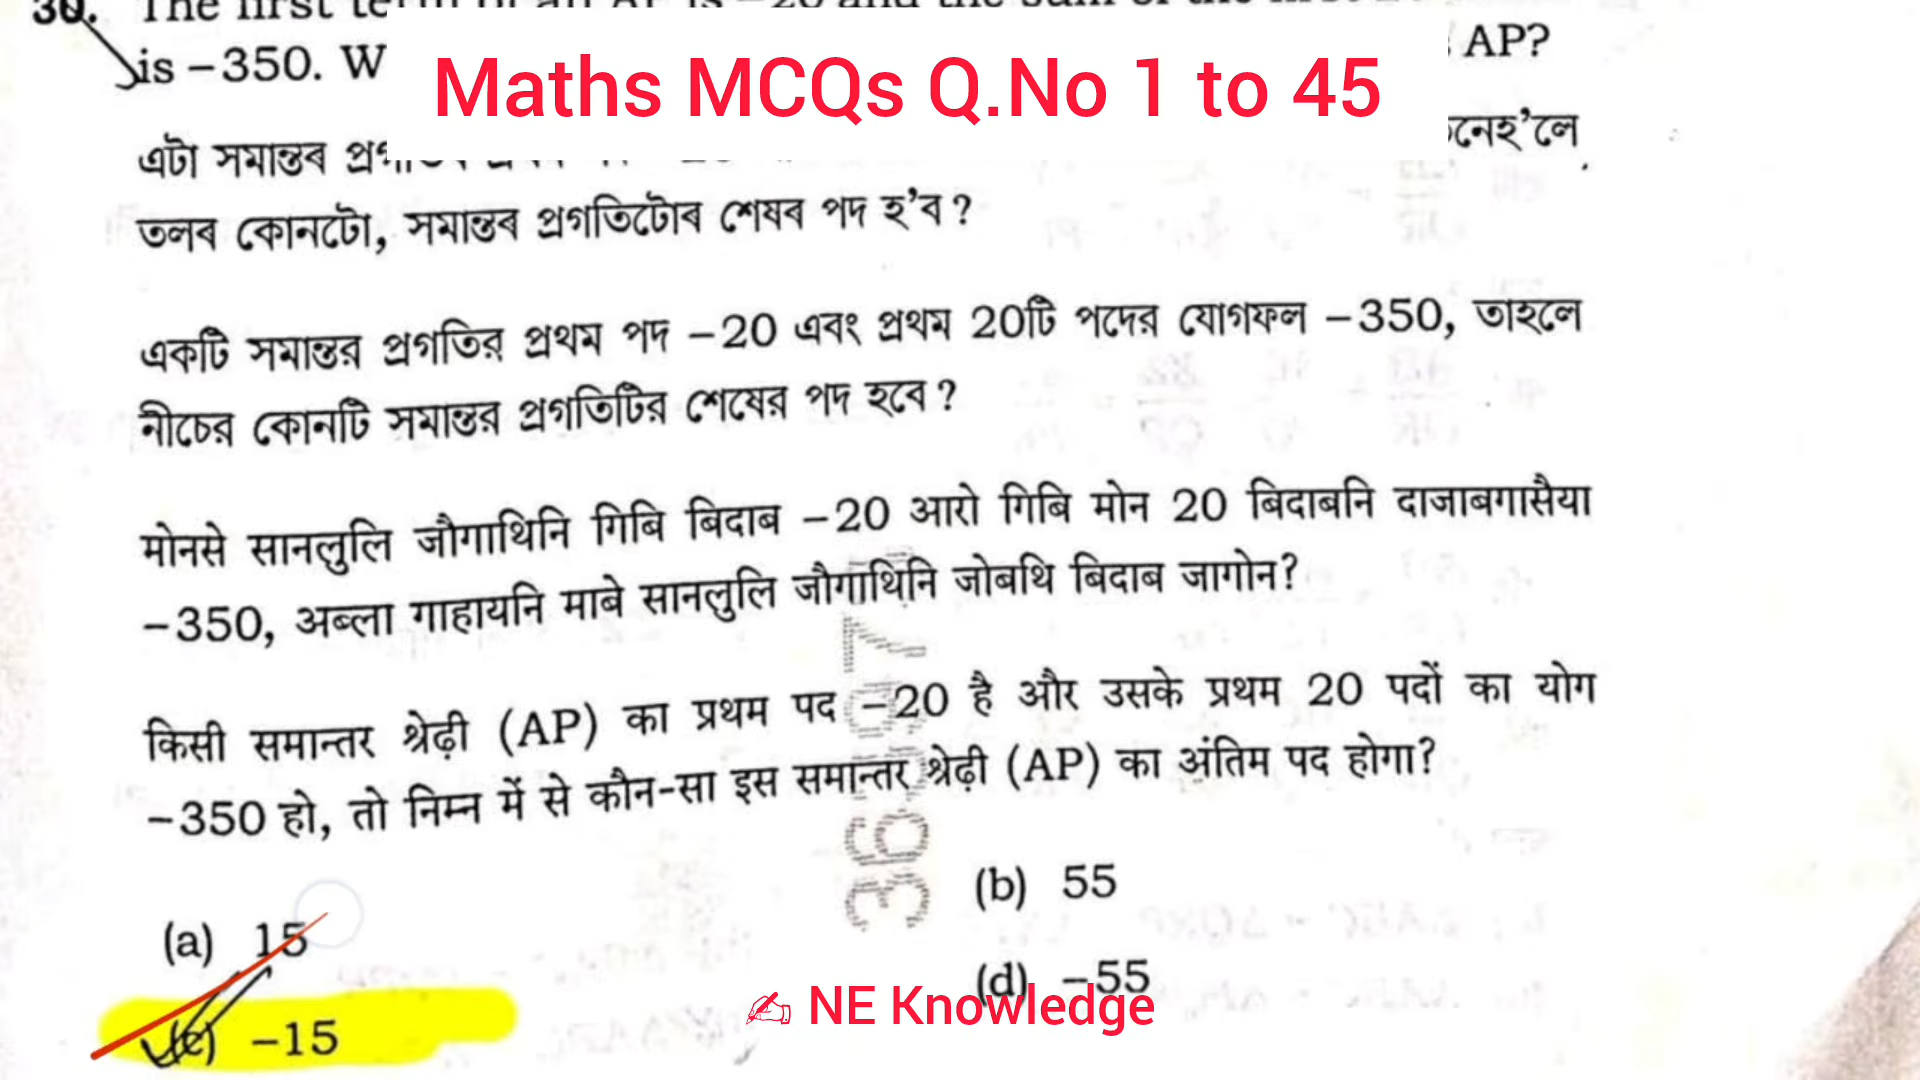 30. The first
is –350. W
AP?
Maths MCQs Q.No 1 to 45
এটা সমান্তৰ
নেহ’লে
তলৰ কোনটো, সমান্তৰ প্ৰগতিটোৰ শেষৰ পদ হ’ব?
একটি সমান্তর প্রগতির প্রথম পদ –20 এবং প্রথম 20টি পদের যোগফল –350, তাহলে
নীচের কোনটি সমান্তর প্রগতিটির শেষের পদ হবে?
मोनसे सानलुलि जौगाथिनि गिबि बिदाब –20 आरो गिबि मोन 20 बिदाबनि दाजाबगासैया
–350, अब्ला गाहायनि माबे सानलुलि जौगाथिनि जोबथि बिदाब जागोन?
किसी समान्तर श्रेढ़ी (AP) का प्रथम पद –20 है और उसके प्रथम 20 पदों का योग
–350 हो, तो निम्न में से कौन-सा इस समान्तर श्रेढ़ी (AP) का अंतिम पद होगा?
(a) 15
(b) 55
(c) –15
(d) –55
✍ NE Knowledge